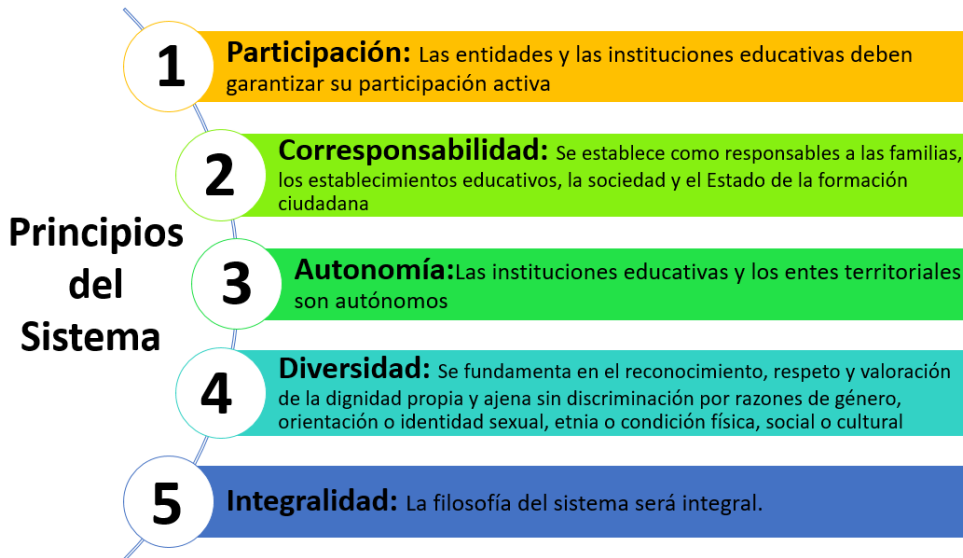 Principios
del
Sistema
1
Participación: Las entidades y las instituciones educativas deben
garantizar su participación activa
2
Corresponsabilidad: Se establece como responsables a las familias,
los establecimientos educativos, la sociedad y el Estado de la formación
ciudadana
3
Autonomía:Las instituciones educativas y los entes territoriales
son autónomos
4
Diversidad: Se fundamenta en el reconocimiento, respeto y valoración
de la dignidad propia y ajena sin discriminación por razones de género,
orientación o identidad sexual, etnia o condición física, social o cultural
5
Integralidad: La filosofía del sistema será integral.